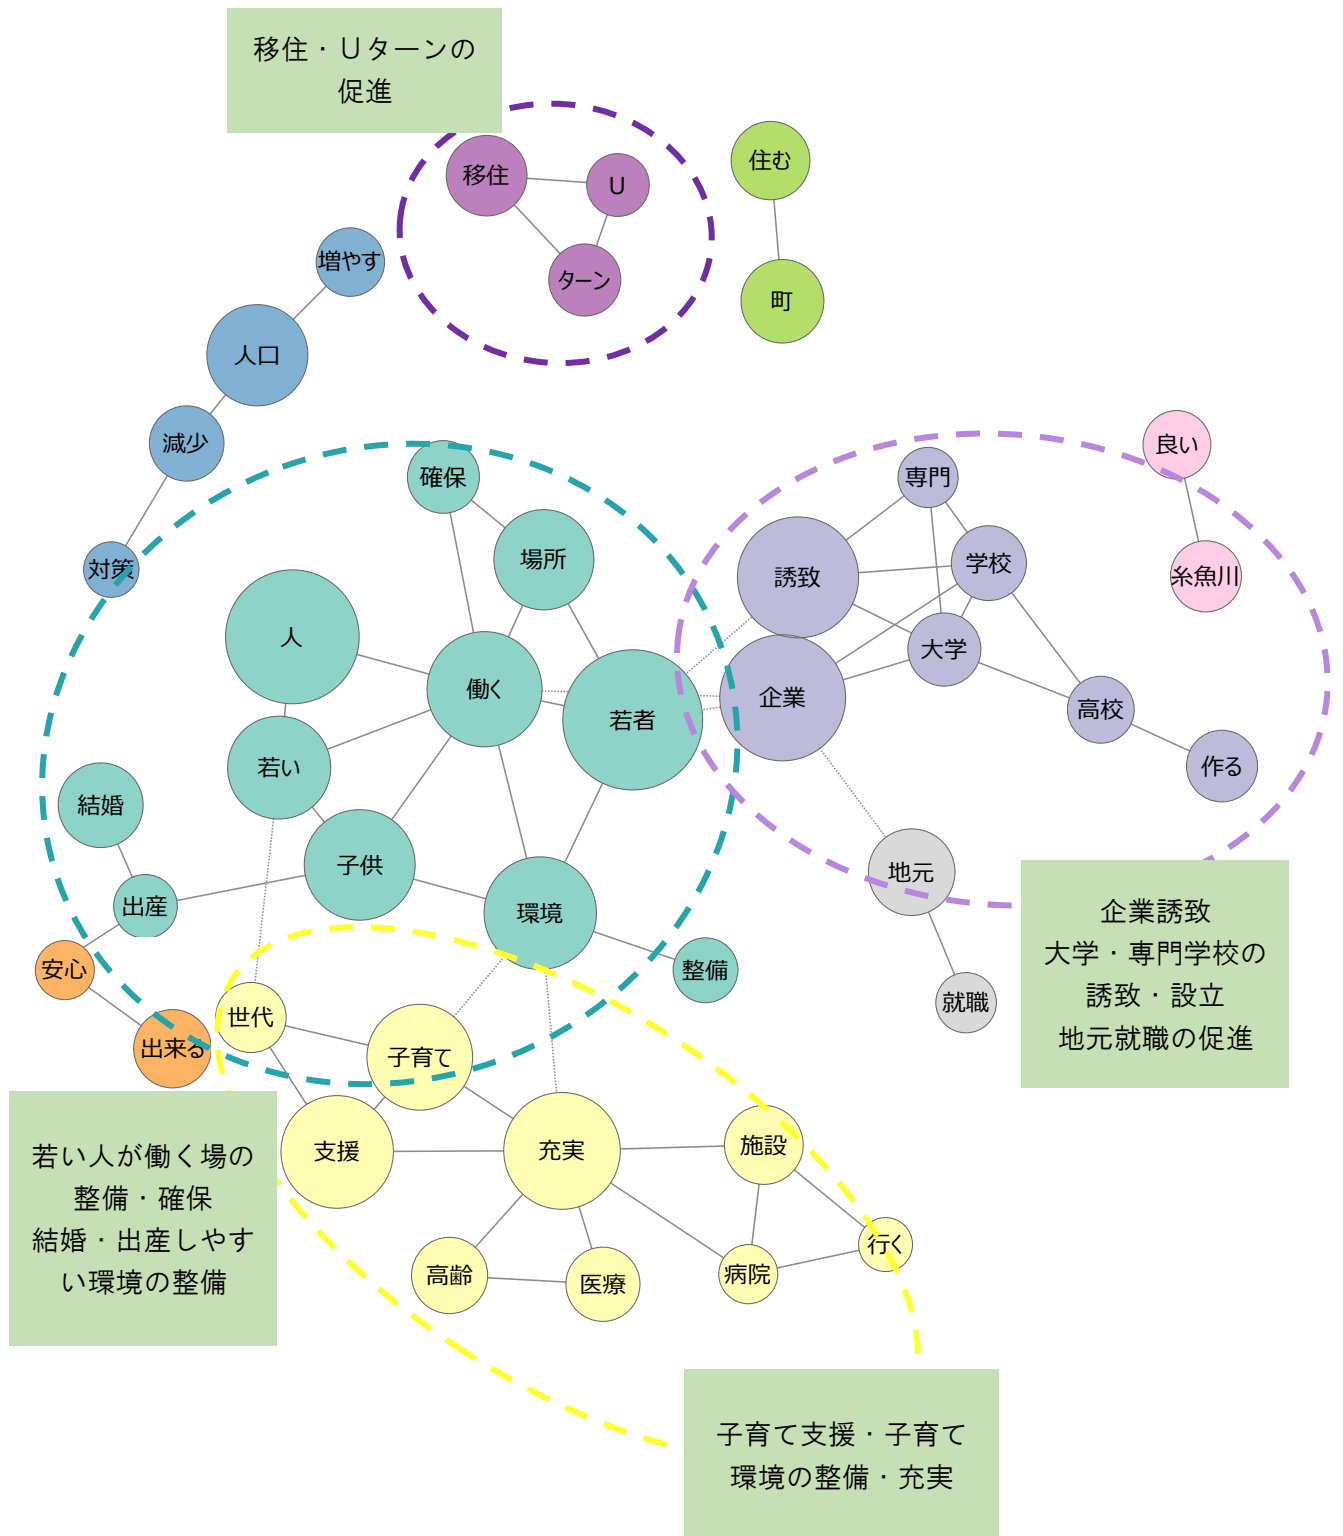 移住・Uターンの
促進
移住
U
ターン
住む
町
増やす
人口
減少
対策
確保
場所
人
働く
若者
若い
結婚
子供
出産
環境
整備
安心
出来る
専門
誘致
学校
大学
企業
高校
作る
良い
糸魚川
地元
就職
企業誘致
大学・専門学校の
誘致・設立
地元就職の促進
世代
子育て
支援
充実
施設
行く
病院
高齢
医療
若い人が働く場の
整備・確保
結婚・出産しやす
い環境の整備
子育て支援・子育て
環境の整備・充実